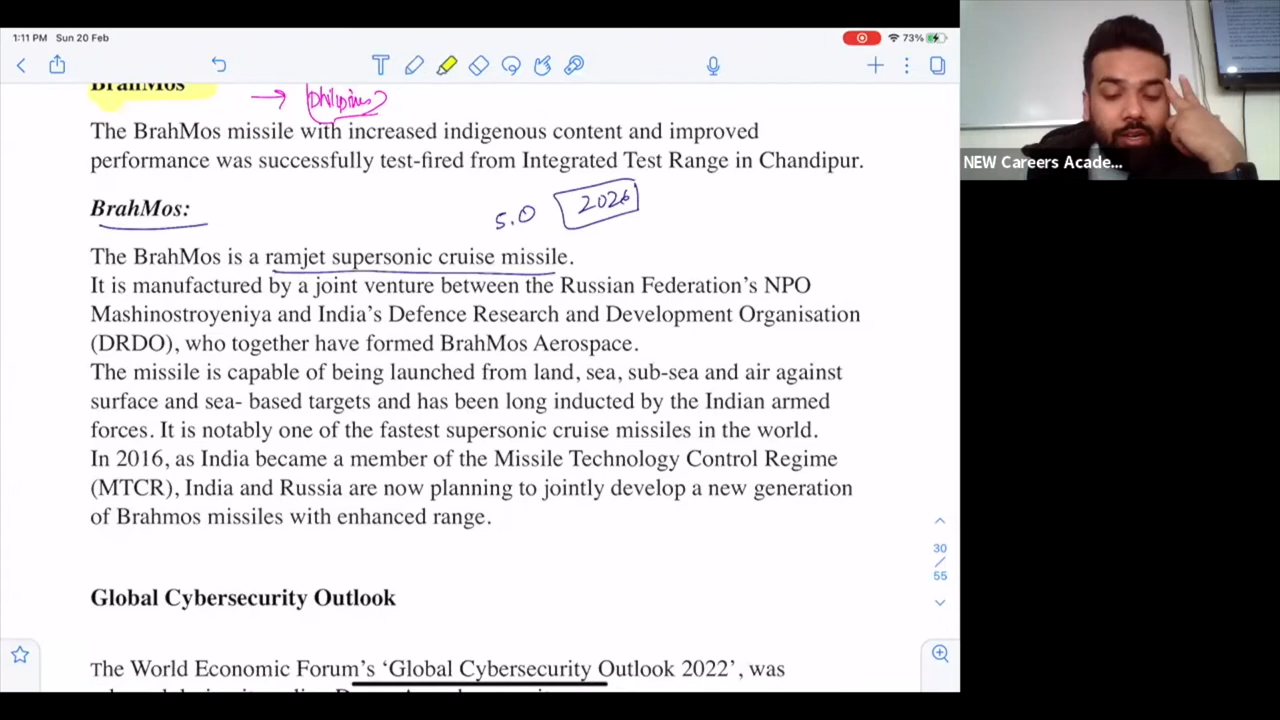 1:11 PM Sun 20 Feb
73%
BrahMos
→ Philipines
The BrahMos missile with increased indigenous content and improved
performance was successfully test-fired from Integrated Test Range in Chandipur.
BrahMos:
5.0 2026
The BrahMos is a ramjet supersonic cruise missile.
It is manufactured by a joint venture between the Russian Federation’s NPO
Mashinostroyeniya and India’s Defence Research and Development Organisation
(DRDO), who together have formed BrahMos Aerospace.
The missile is capable of being launched from land, sea, sub-sea and air against
surface and sea- based targets and has been long inducted by the Indian armed
forces. It is notably one of the fastest supersonic cruise missiles in the world.
In 2016, as India became a member of the Missile Technology Control Regime
(MTCR), India and Russia are now planning to jointly develop a new generation
of Brahmos missiles with enhanced range.
30
/
55
Global Cybersecurity Outlook
The World Economic Forum’s ‘Global Cybersecurity Outlook 2022’, was
NEW Careers Acade...